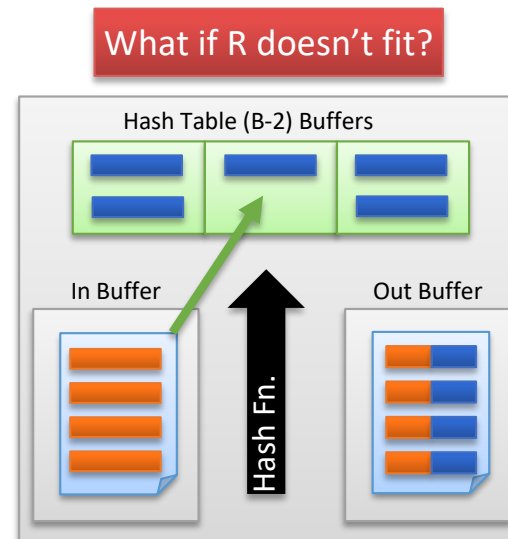 What if R doesn’t fit?
Hash Table (B-2) Buffers
In Buffer
Out Buffer
Hash Fn.